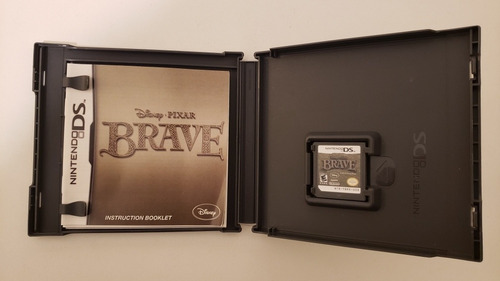 NINTENDO DS
Disney · PIXAR
BRAVE
INSTRUCTION BOOKLET
Disney
NINTENDO DS
BRAVE
E
NINTENDO DS